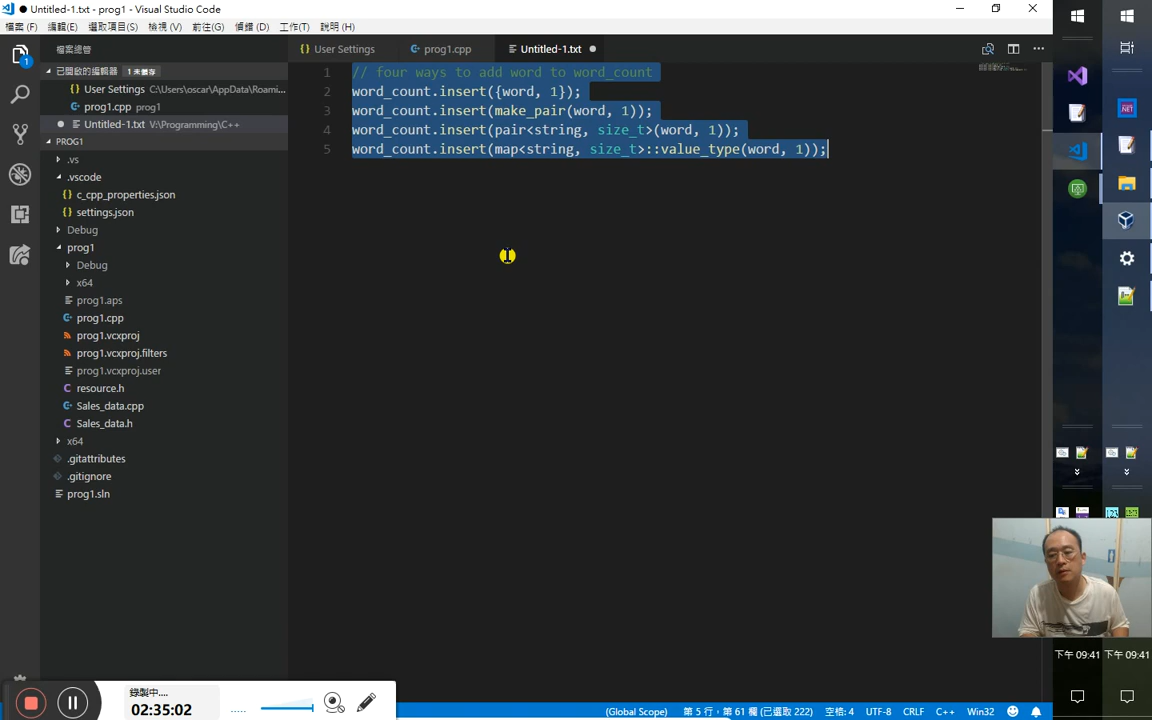 ● Untitled-1.txt - prog1 - Visual Studio Code
檔案 (F) 編輯(E) 選取項目(S) 檢視 (V) 前往(G) 偵錯 (D) 工作(T) 說明 (H)
檔案總管
已開啟的編輯器 1 未儲存
{} User Settings C:\Users\oscar\AppData\Roami...
prog1.cpp prog1
● Untitled-1.txt V:\Programming\C++
PROG1
.vs
.vscode
{} c_cpp_properties.json
{} settings.json
Debug
prog1
Debug
x64
prog1.aps
prog1.cpp
prog1.vcxproj
prog1.vcxproj.filters
prog1.vcxproj.user
C resource.h
Sales_data.cpp
C Sales_data.h
x64
.gitattributes
.gitignore
prog1.sln
{} User Settings prog1.cpp Untitled-1.txt ●
1 // four ways to add word to word_count
2 word_count.insert({word, 1});
3 word_count.insert(make_pair(word, 1));
4 word_count.insert(pair<string, size_t>(word, 1));
5 word_count.insert(map<string, size_t>::value_type(word, 1));
下午 09:41 下午 09:41
錄製中....
02:35:02
(Global Scope) 第 5 行，第 61 欄 (已選取 222) 空格: 4 UTF-8 CRLF C++ Win32